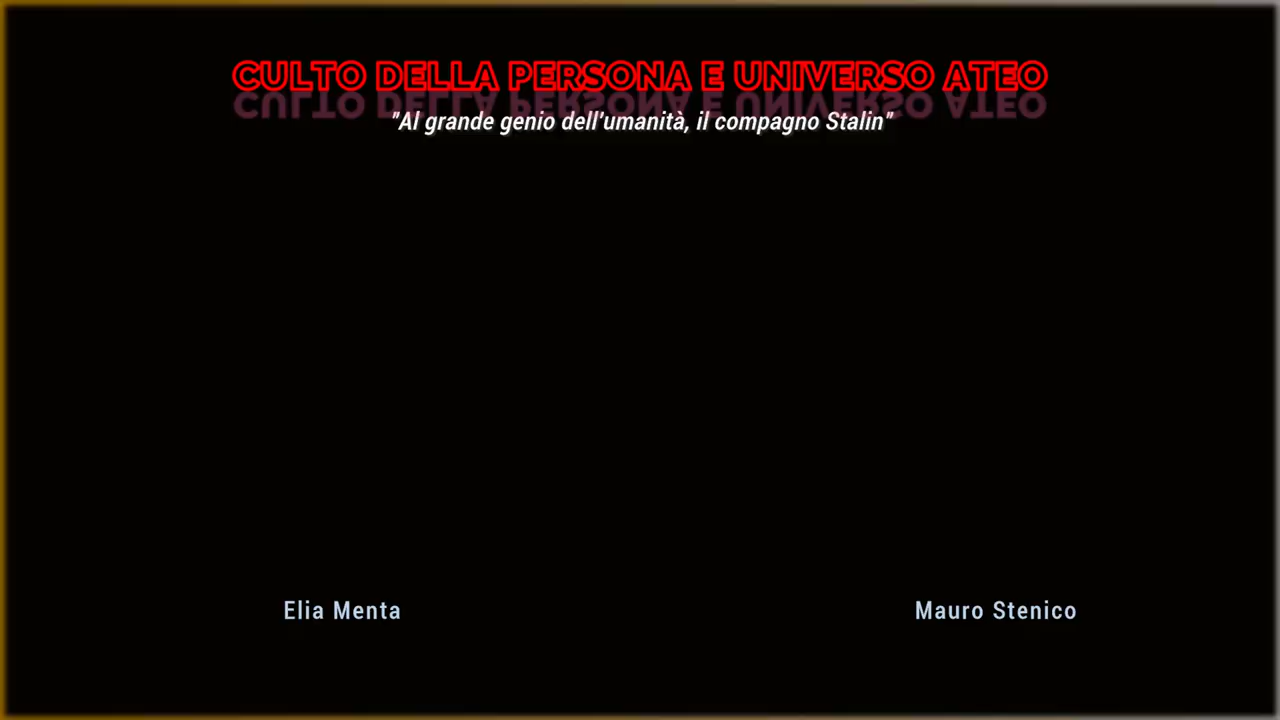 CULTO DELLA PERSONA E UNIVERSO ATEO
"Al grande genio dell'umanità, il compagno Stalin"
Elia Menta
Mauro Stenico